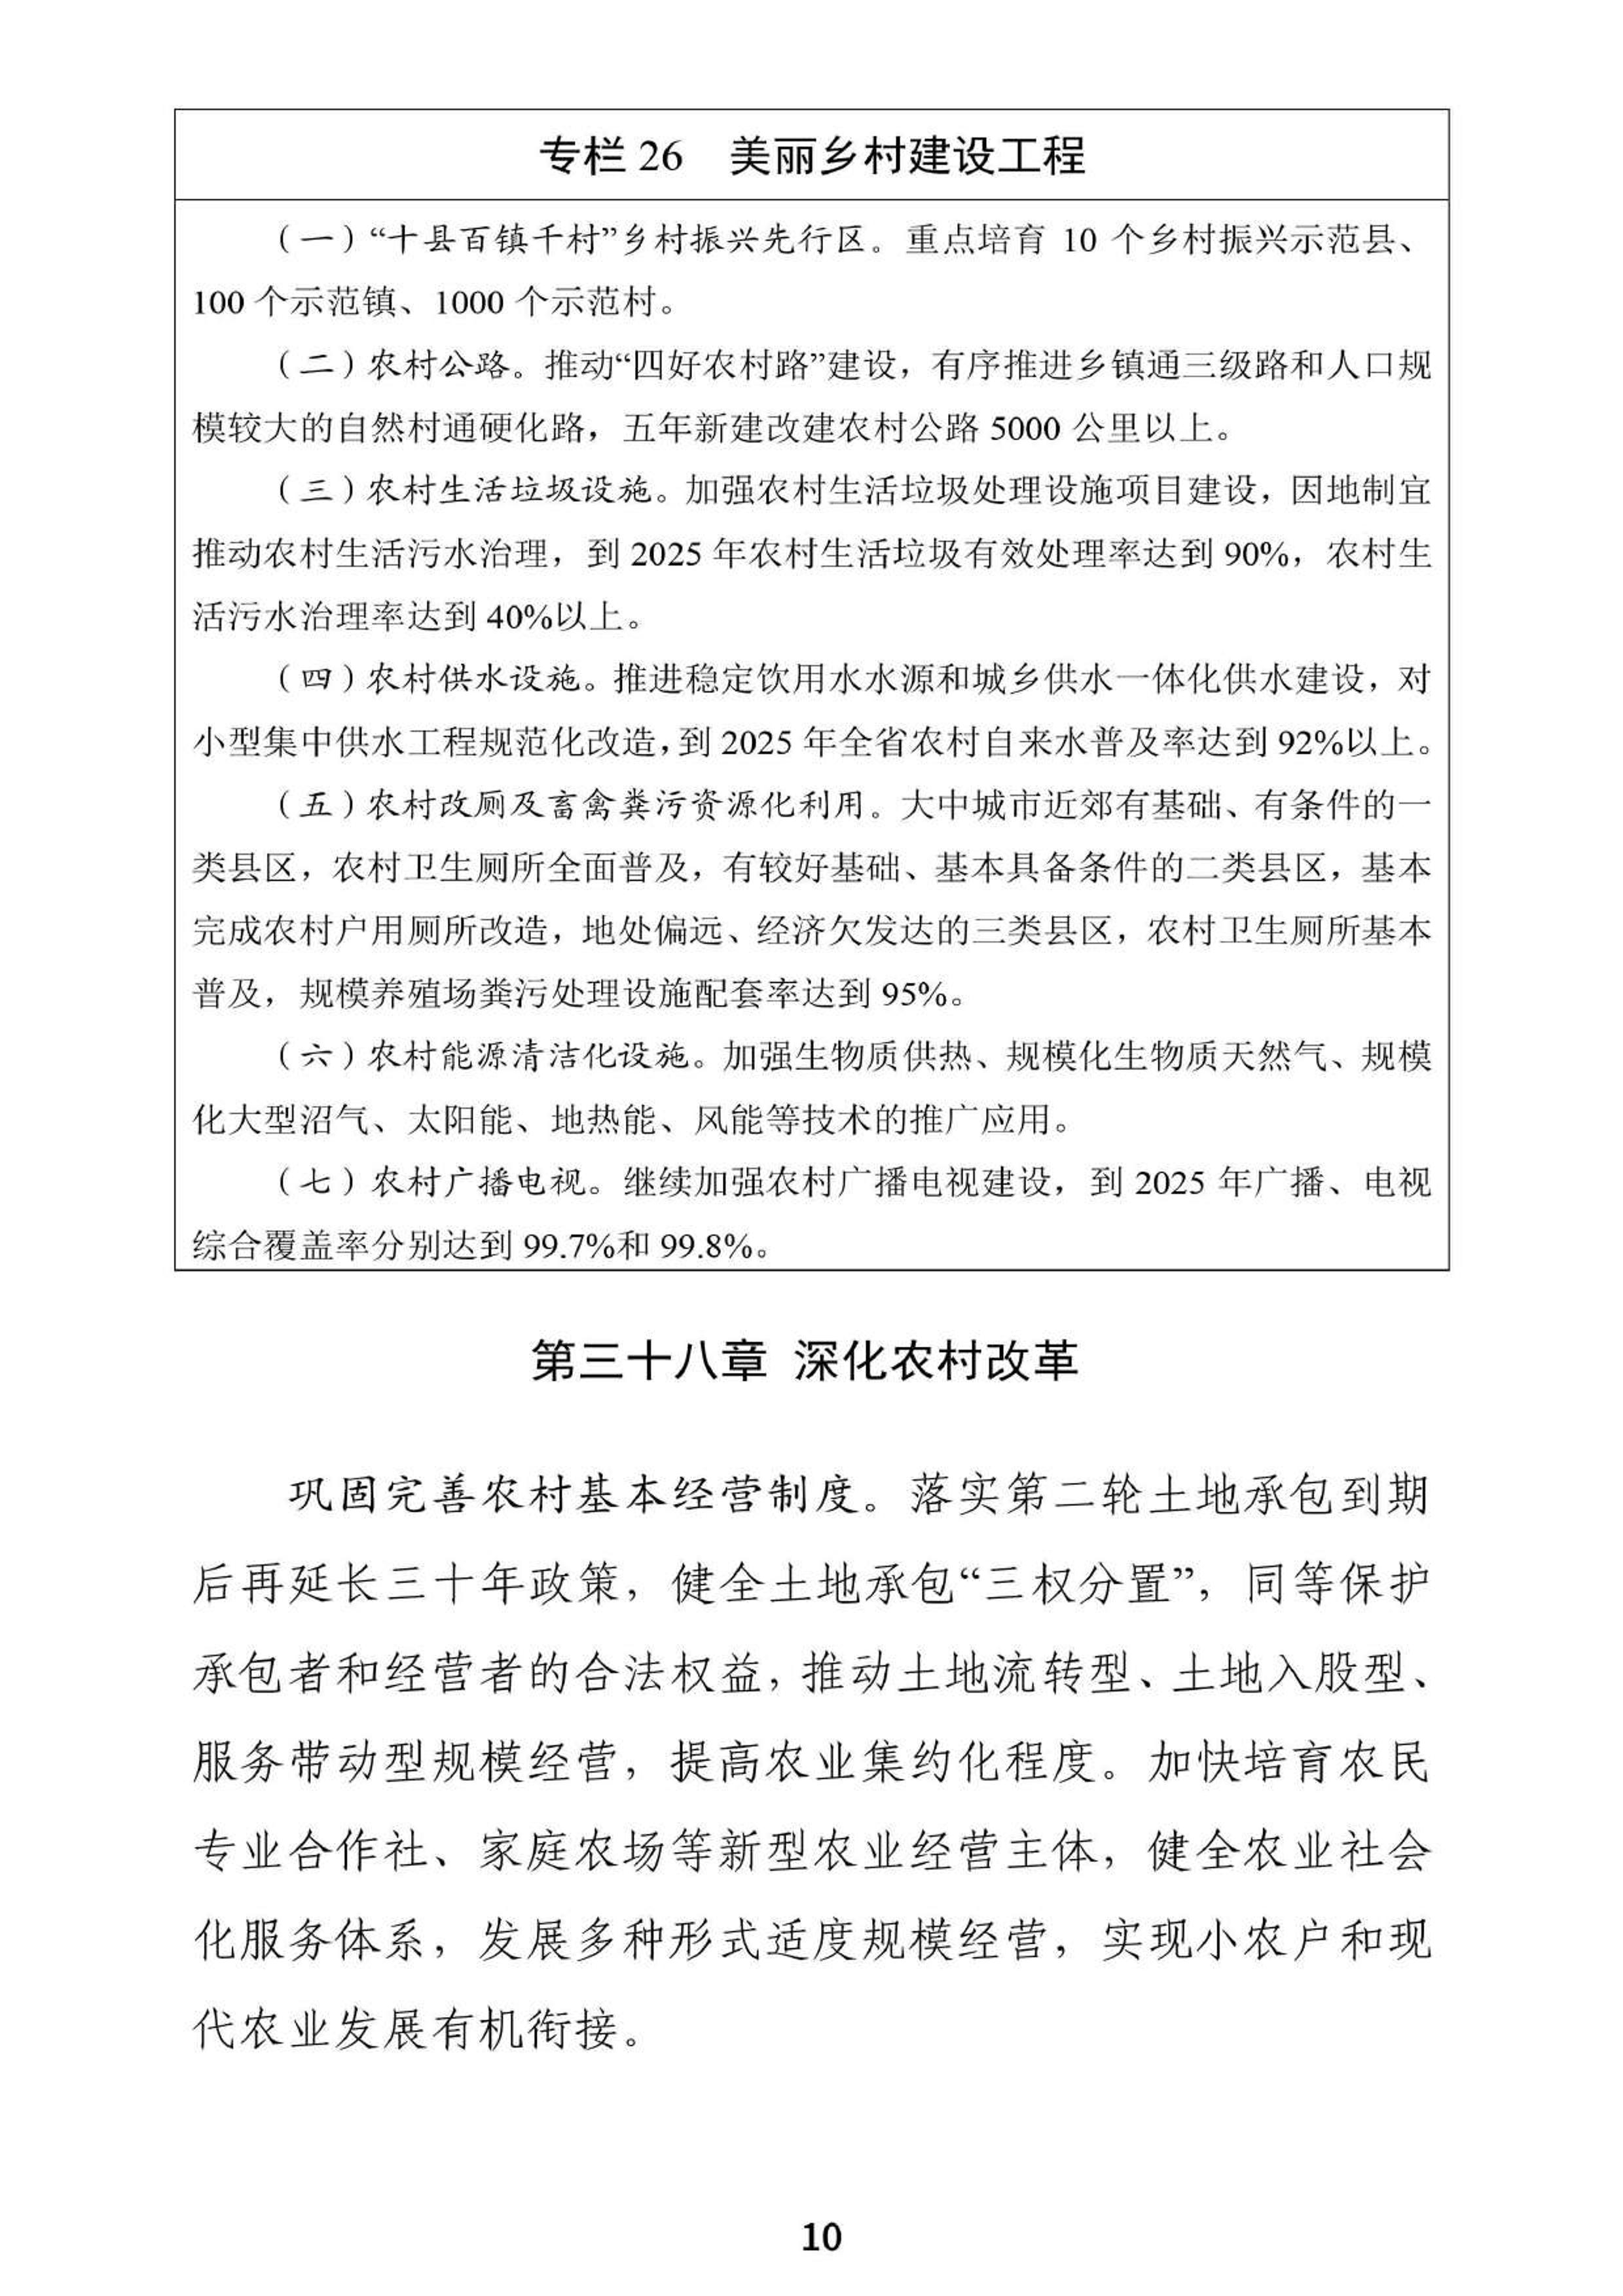 专栏 26　美丽乡村建设工程
（一）“十县百镇千村”乡村振兴先行区。重点培育 10 个乡村振兴示范县、
100 个示范镇、1000 个示范村。
（二）农村公路。推动“四好农村路”建设，有序推进乡镇通三级路和人口规
模较大的自然村通硬化路，五年新建改建农村公路 5000 公里以上。
（三）农村生活垃圾设施。加强农村生活垃圾处理设施项目建设，因地制宜
推动农村生活污水治理，到 2025 年农村生活垃圾有效处理率达到 90%，农村生
活污水治理率达到 40%以上。
（四）农村供水设施。推进稳定饮用水水源和城乡供水一体化供水建设，对
小型集中供水工程规范化改造，到 2025 年全省农村自来水普及率达到 92%以上。
（五）农村改厕及畜禽粪污资源化利用。大中城市近郊有基础、有条件的一
类县区，农村卫生厕所全面普及，有较好基础、基本具备条件的二类县区，基本
完成农村户用厕所改造，地处偏远、经济欠发达的三类县区，农村卫生厕所基本
普及，规模养殖场粪污处理设施配套率达到 95%。
（六）农村能源清洁化设施。加强生物质供热、规模化生物质天然气、规模
化大型沼气、太阳能、地热能、风能等技术的推广应用。
（七）农村广播电视。继续加强农村广播电视建设，到 2025 年广播、电视
综合覆盖率分别达到 99.7%和 99.8%。
第三十八章 深化农村改革
巩固完善农村基本经营制度。落实第二轮土地承包到期
后再延长三十年政策，健全土地承包“三权分置”，同等保护
承包者和经营者的合法权益，推动土地流转型、土地入股型、
服务带动型规模经营，提高农业集约化程度。加快培育农民
专业合作社、家庭农场等新型农业经营主体，健全农业社会
化服务体系，发展多种形式适度规模经营，实现小农户和现
代农业发展有机衔接。
10